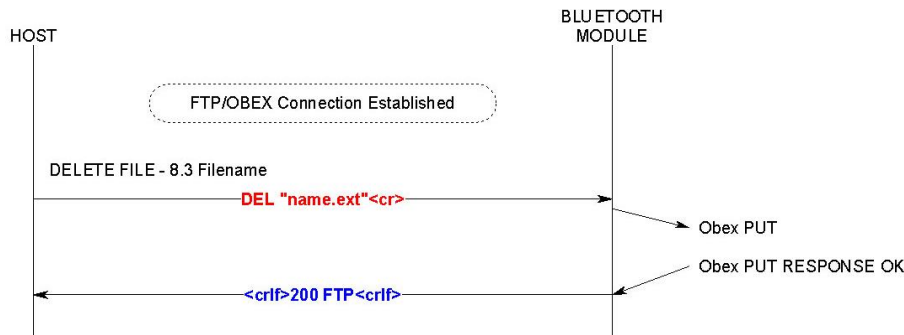 HOST
BLUETOOTH
MODULE
FTP/OBEX Connection Established
DELETE FILE - 8.3 Filename
DEL "name.ext"<cr>
Obex PUT
Obex PUT RESPONSE OK
<crlf>200 FTP<crlf>